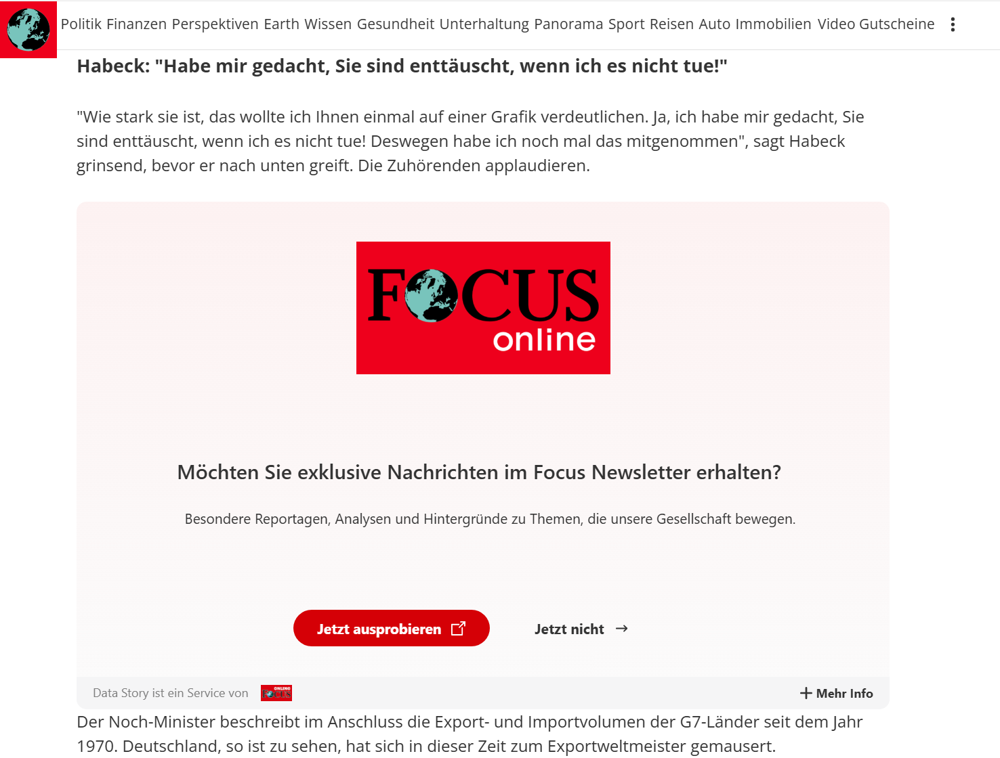 Politik Finanzen Perspektiven Earth Wissen Gesundheit Unterhaltung Panorama Sport Reisen Auto Immobilien Video Gutscheine
Habeck: "Habe mir gedacht, Sie sind enttäuscht, wenn ich es nicht tue!"
"Wie stark sie ist, das wollte ich Ihnen einmal auf einer Grafik verdeutlichen. Ja, ich habe mir gedacht, Sie
sind enttäuscht, wenn ich es nicht tue! Deswegen habe ich noch mal das mitgenommen", sagt Habeck
grinsend, bevor er nach unten greift. Die Zuhörenden applaudieren.
FOCUS
online
Möchten Sie exklusive Nachrichten im Focus Newsletter erhalten?
Besondere Reportagen, Analysen und Hintergründe zu Themen, die unsere Gesellschaft bewegen.
Jetzt ausprobieren
Jetzt nicht →
Data Story ist ein Service von
ONLINE
FOCUS
+ Mehr Info
Der Noch-Minister beschreibt im Anschluss die Export- und Importvolumen der G7-Länder seit dem Jahr
1970. Deutschland, so ist zu sehen, hat sich in dieser Zeit zum Exportweltmeister gemausert.